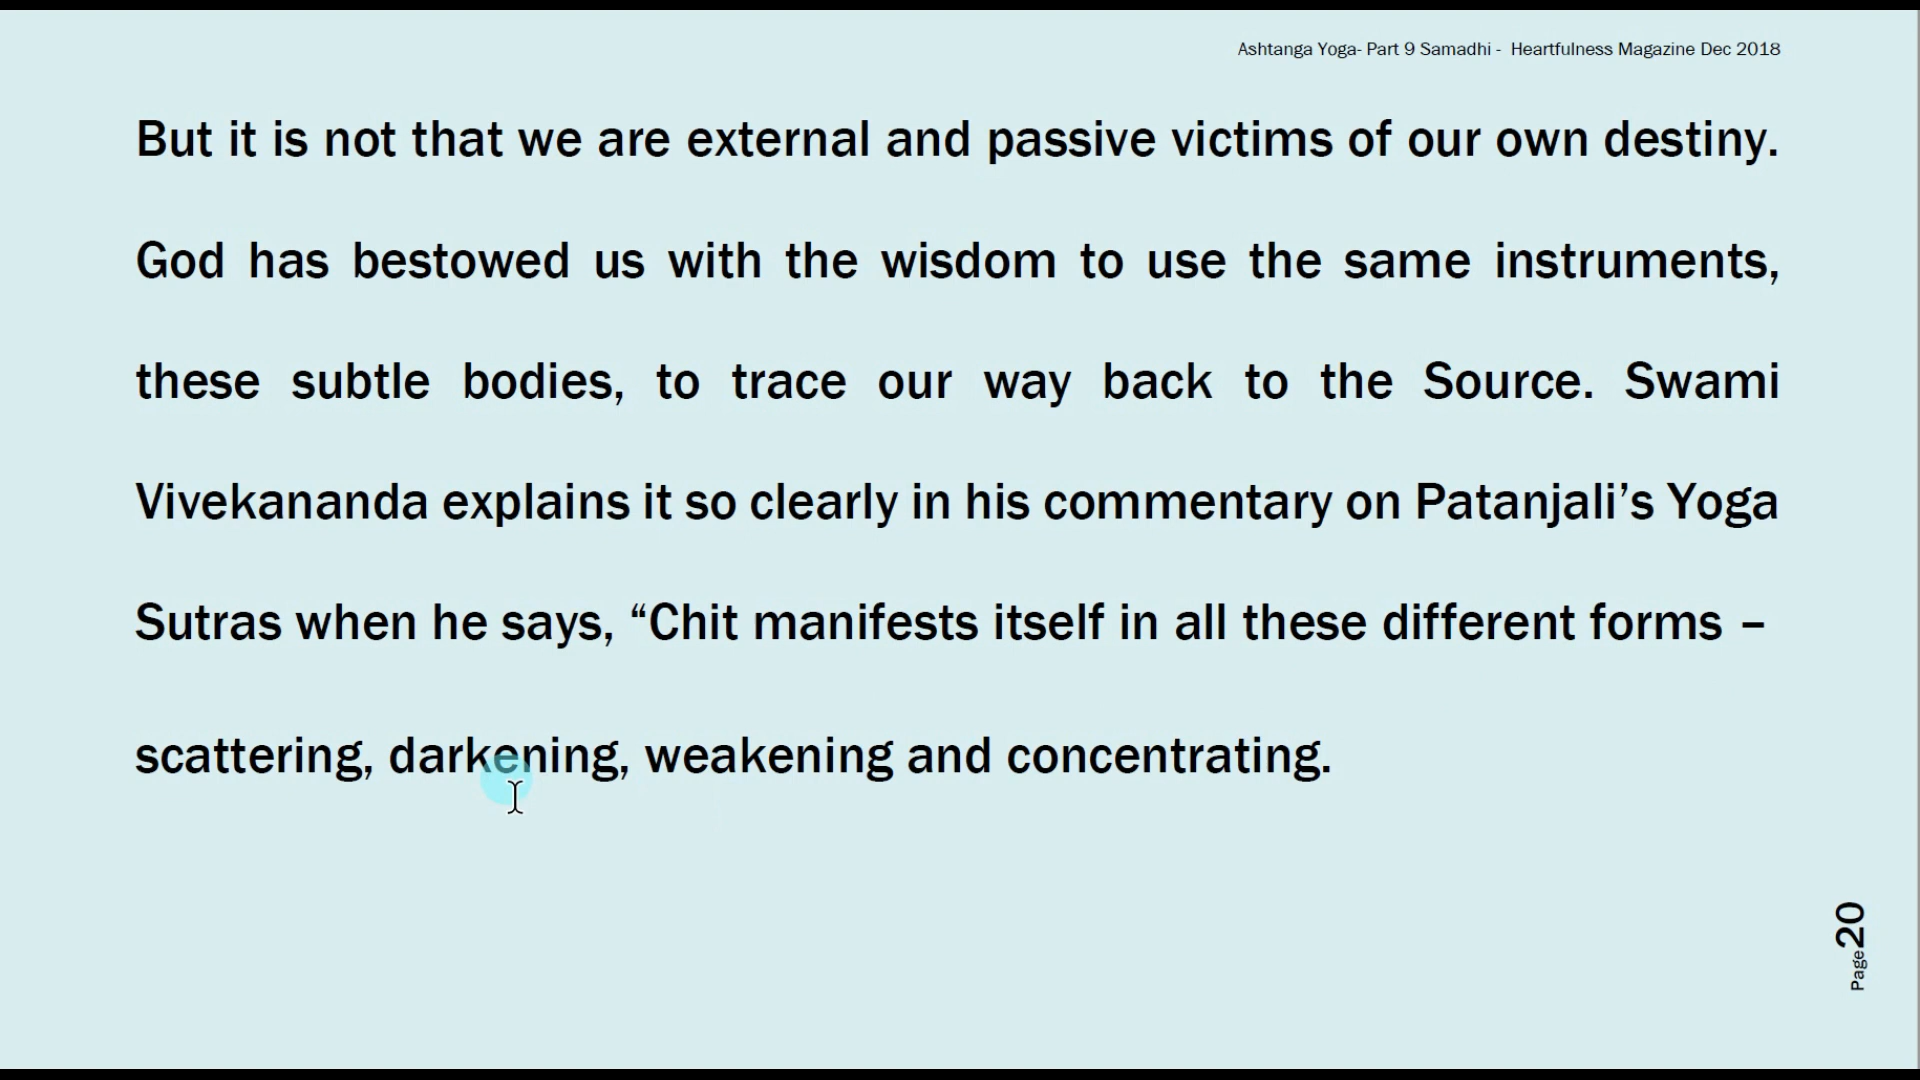 Ashtanga Yoga- Part 9 Samadhi - Heartfulness Magazine Dec 2018
But it is not that we are external and passive victims of our own destiny.
God has bestowed us with the wisdom to use the same instruments,
these subtle bodies, to trace our way back to the Source. Swami
Vivekananda explains it so clearly in his commentary on Patanjali’s Yoga
Sutras when he says, “Chit manifests itself in all these different forms –
scattering, darkening, weakening and concentrating.
Page 20